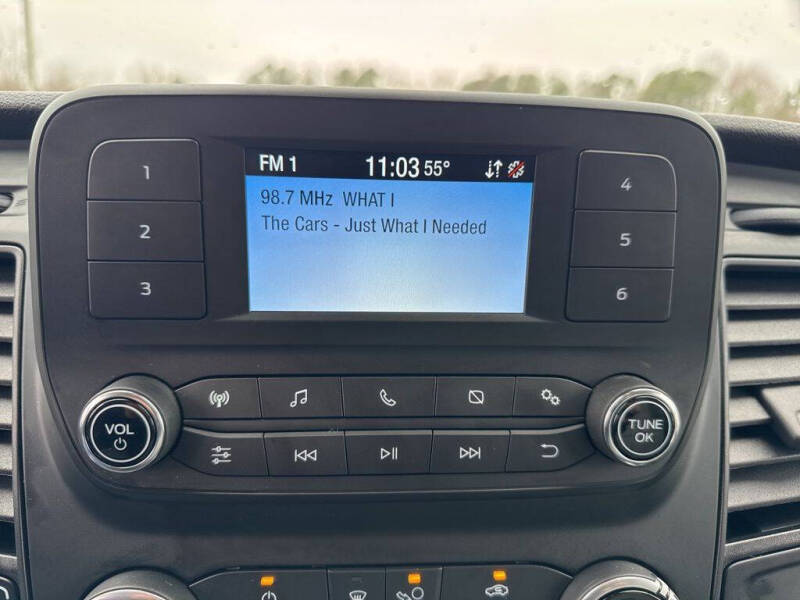 FM 1 11:03 55°
98.7 MHz WHAT I
The Cars - Just What I Needed
1
2
3
4
5
6
VOL
TUNE
OK